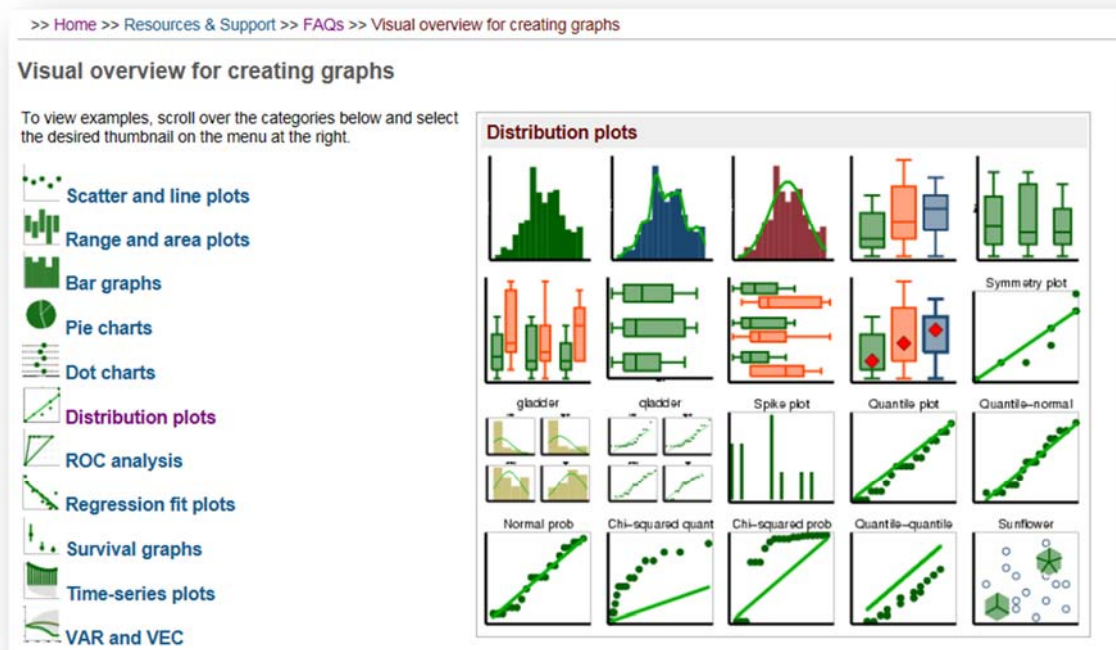 >> Home >> Resources & Support >> FAQs >> Visual overview for creating graphs
Visual overview for creating graphs
To view examples, scroll over the categories below and select
the desired thumbnail on the menu at the right.
Scatter and line plots
Range and area plots
Bar graphs
Pie charts
Dot charts
Distribution plots
ROC analysis
Regression fit plots
Survival graphs
Time-series plots
VAR and VEC
Distribution plots
Symmetry plot
gladder
qladder
Spike plot
Quantile plot
Quantile-normal
Normal prob
Chi-squared quant
Chi-squared prob
Quantile-quantile
Sunflower